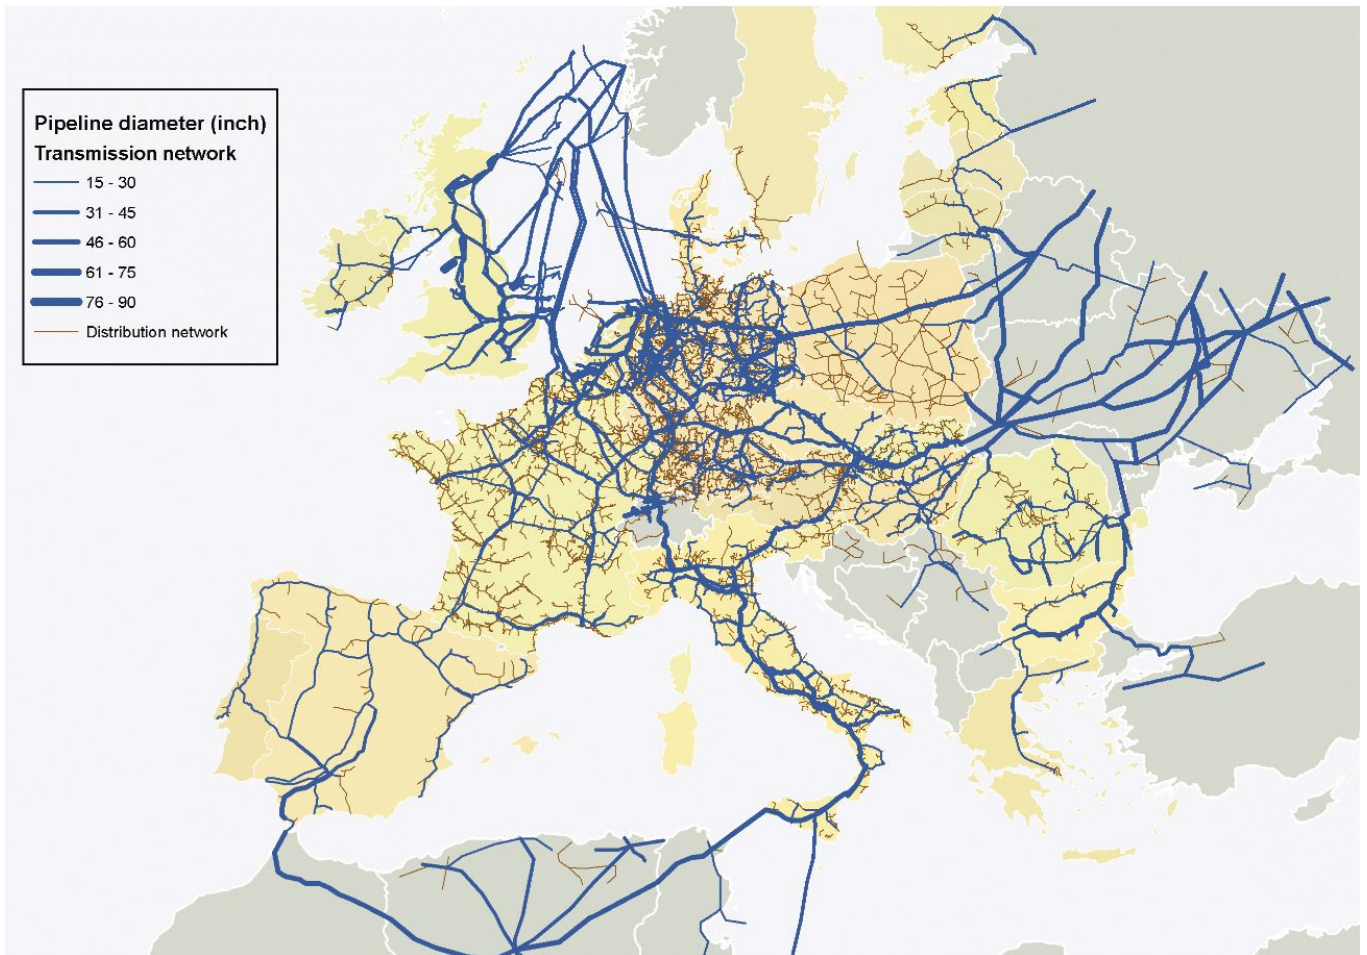 Pipeline diameter (inch)
Transmission network
15 - 30
31 - 45
46 - 60
61 - 75
76 - 90
Distribution network